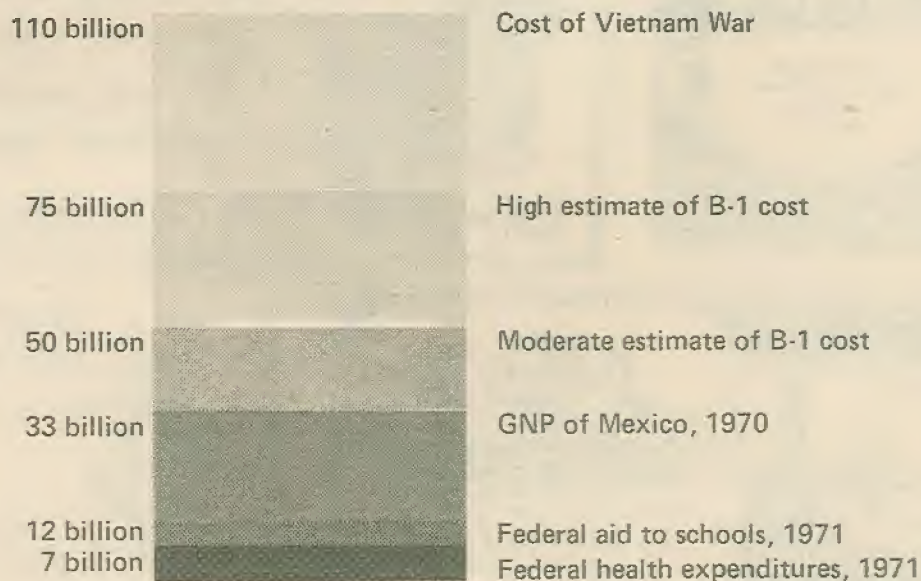 110 billion Cost of Vietnam War
75 billion High estimate of B-1 cost
50 billion Moderate estimate of B-1 cost
33 billion GNP of Mexico, 1970
12 billion Federal aid to schools, 1971
7 billion Federal health expenditures, 1971